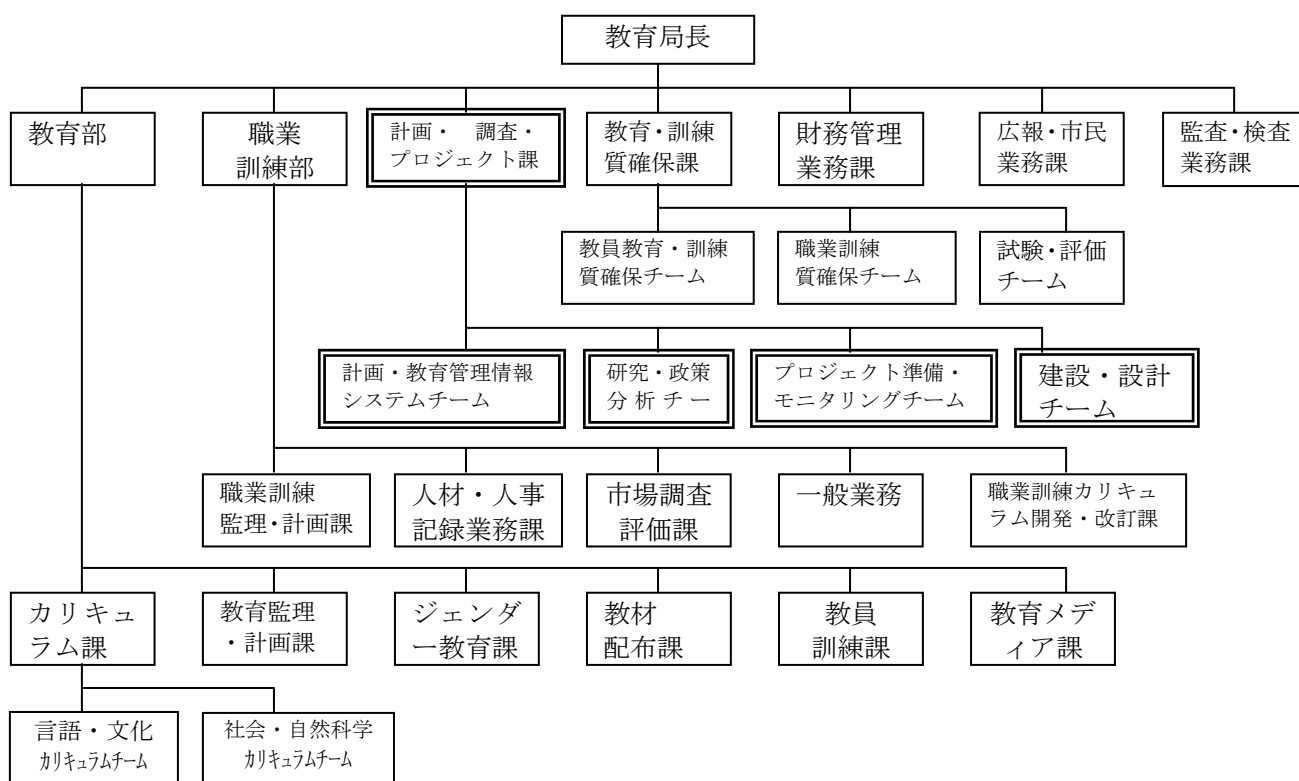 教育局長
教育部
職業
訓練部
計画・ 調査・
プロジェクト課
教育・訓練
質確保課
財務管理
業務課
広報・市民
業務課
監査・検査
業務課
教員教育・訓練
質確保チーム
職業訓練
質確保チーム
試験・評価
チーム
計画・教育管理情報
システムチーム
研究・政策
分析チー
プロジェクト準備・
モニタリングチーム
建設・設計
チーム
職業訓練
監理・計画課
人材・人事
記録業務課
市場調査
評価課
一般業務
職業訓練カリキュ
ラム開発・改訂課
カリキュ
ラム課
教育監理
・計画課
ジェンダ
ー教育課
教材
配布課
教員
訓練課
教育メデ
ィア課
言語・文化
カリキュラムチーム
社会・自然科学
カリキュラムチーム